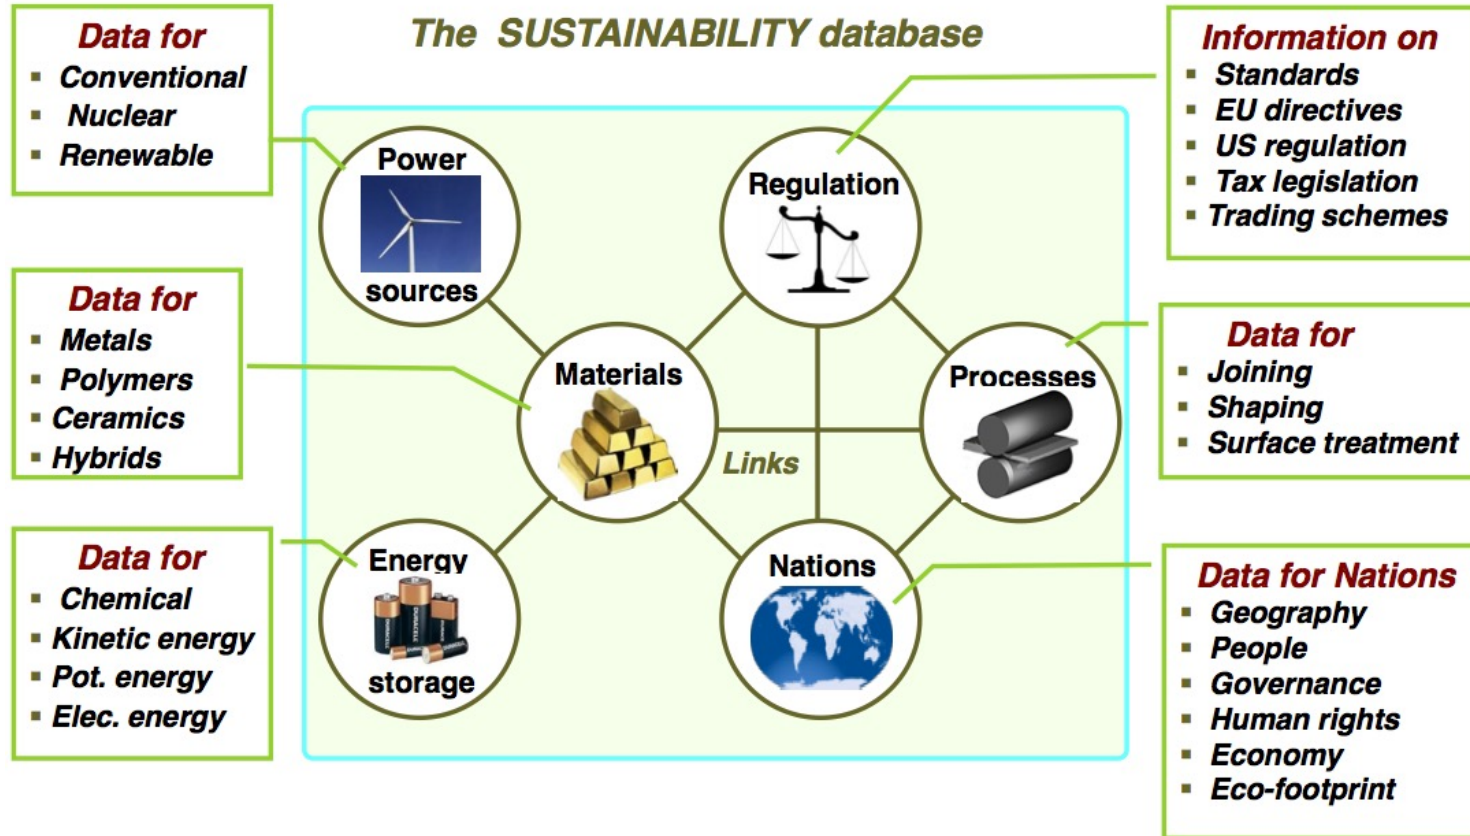 The SUSTAINABILITY database
Data for
▪ Conventional
▪ Nuclear
▪ Renewable
Data for
▪ Metals
▪ Polymers
▪ Ceramics
▪ Hybrids
Data for
▪ Chemical
▪ Kinetic energy
▪ Pot. energy
▪ Elec. energy
Power
sources
Regulation
Materials
Processes
Links
Energy
DURACELL
storage
Nations
Information on
▪ Standards
▪ EU directives
▪ US regulation
▪ Tax legislation
▪ Trading schemes
Data for
▪ Joining
▪ Shaping
▪ Surface treatment
Data for Nations
▪ Geography
▪ People
▪ Governance
▪ Human rights
▪ Economy
▪ Eco-footprint